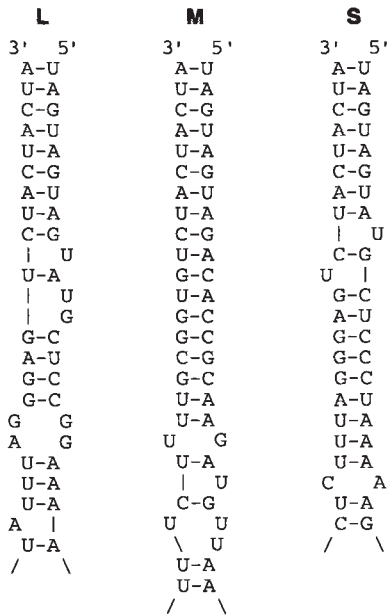 L M S
3' 5' 3' 5' 3' 5'
A-U A-U A-U
U-A U-A U-A
C-G C-G C-G
A-U A-U A-U
U-A U-A U-A
C-G C-G C-G
A-U A-U A-U
U-A U-A U-A
C-G C-G | U
| U U-A C-G
U-A G-C U |
| U U-A G-C
| G G-C A-U
G-C G-C G-C
A-U C-G G-C
G-C G-C G-C
G-C U-A A-U
G G U-A U-A
A G U G U-A
U-A U-A U-A
U-A | U C A
U-A C-G U-A
A | U U C-G
U-A \ U / \
/ \ U-A
U-A
/ \